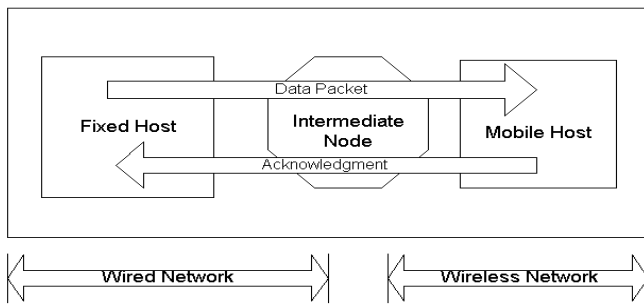 Data Packet
Fixed Host
Intermediate
Node
Mobile Host
Acknowledgment
Wired Network
Wireless Network